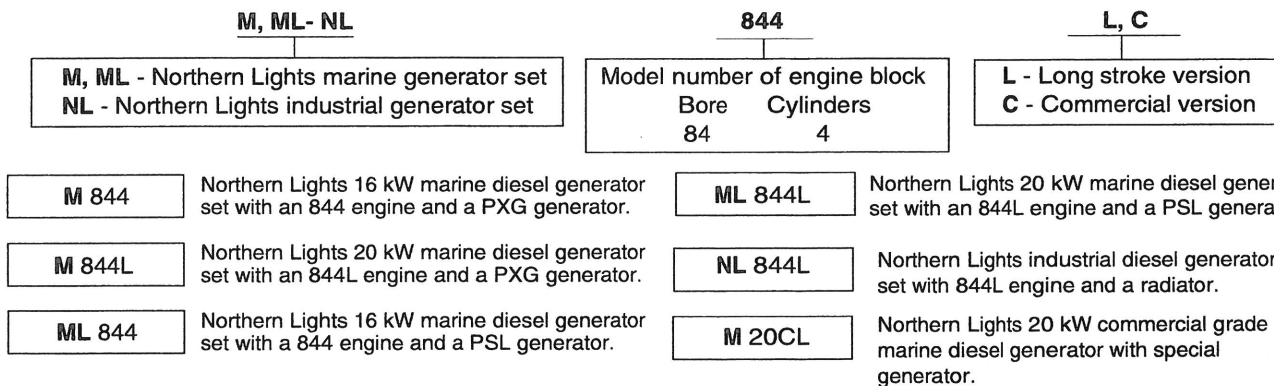 M, ML- NL
844
L, C
M, ML - Northern Lights marine generator set
NL - Northern Lights industrial generator set
Model number of engine block
Bore Cylinders
84 4
L - Long stroke version
C - Commercial version
M 844
Northern Lights 16 kW marine diesel generator
set with an 844 engine and a PXG generator.
M 844L
Northern Lights 20 kW marine diesel generator
set with an 844L engine and a PXG generator.
ML 844
Northern Lights 16 kW marine diesel generator
set with a 844 engine and a PSL generator.
ML 844L
Northern Lights 20 kW marine diesel gener
set with an 844L engine and a PSL genera
NL 844L
Northern Lights industrial diesel generator
set with 844L engine and a radiator.
M 20CL
Northern Lights 20 kW commercial grade
marine diesel generator with special
generator.